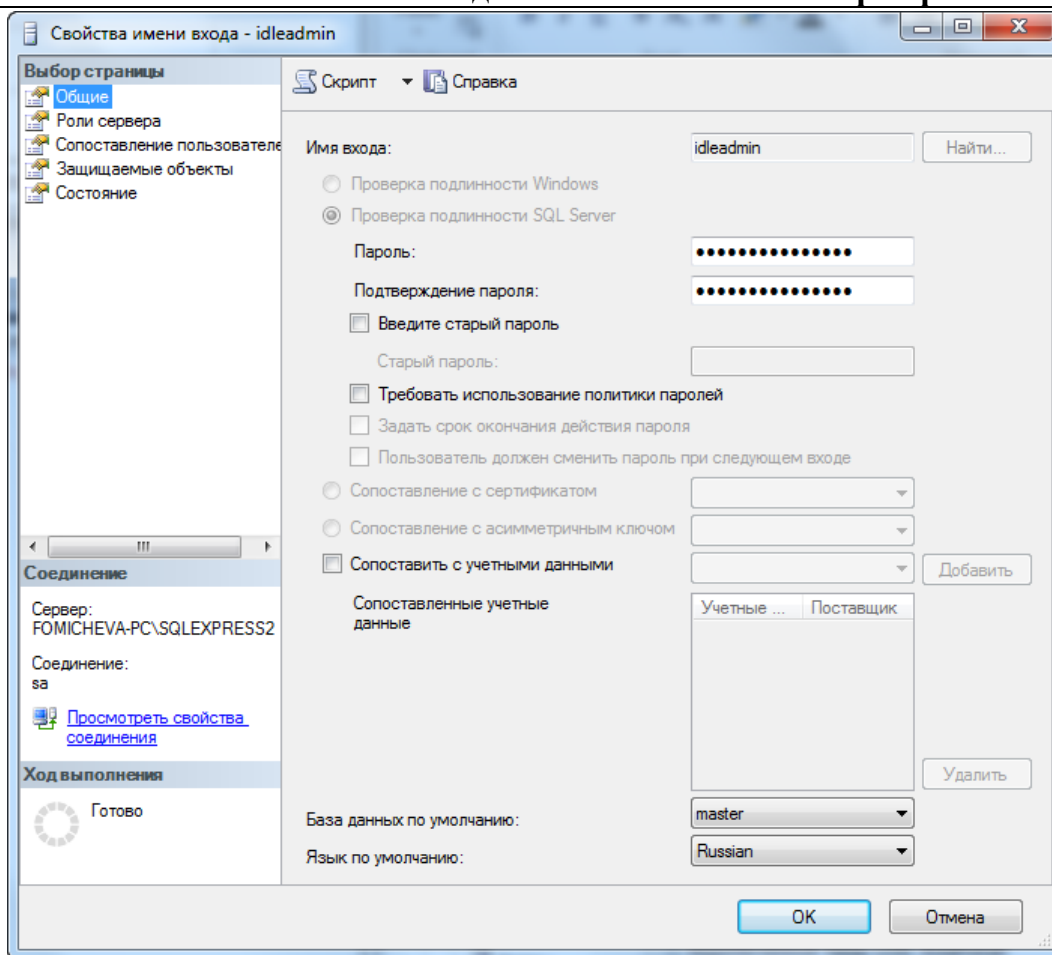 Свойства имени входа - idleadmin
Выбор страницы
Общие
Роли сервера
Сопоставление пользователе
Защищаемые объекты
Состояние
Скрипт
Справка
Имя входа:
idleadmin
Найти...
Проверка подлинности Windows
Проверка подлинности SQL Server
Пароль:
●●●●●●●●●●●●●●●
Подтверждение пароля:
●●●●●●●●●●●●●●●
Введите старый пароль
Старый пароль:
Требовать использование политики паролей
Задать срок окончания действия пароля
Пользователь должен сменить пароль при следующем входе
Сопоставление с сертификатом
Сопоставление с асимметричным ключом
Сопоставить с учетными данными
Добавить
Сопоставленные учетные
данные
Учетные ...
Поставщик
Удалить
База данных по умолчанию:
master
Язык по умолчанию:
Russian
Соединение
Сервер:
FOMICHEVA-PC\SQLEXPRESS2
Соединение:
sa
Просмотреть свойства
соединения
Ход выполнения
Готово
OK
Отмена